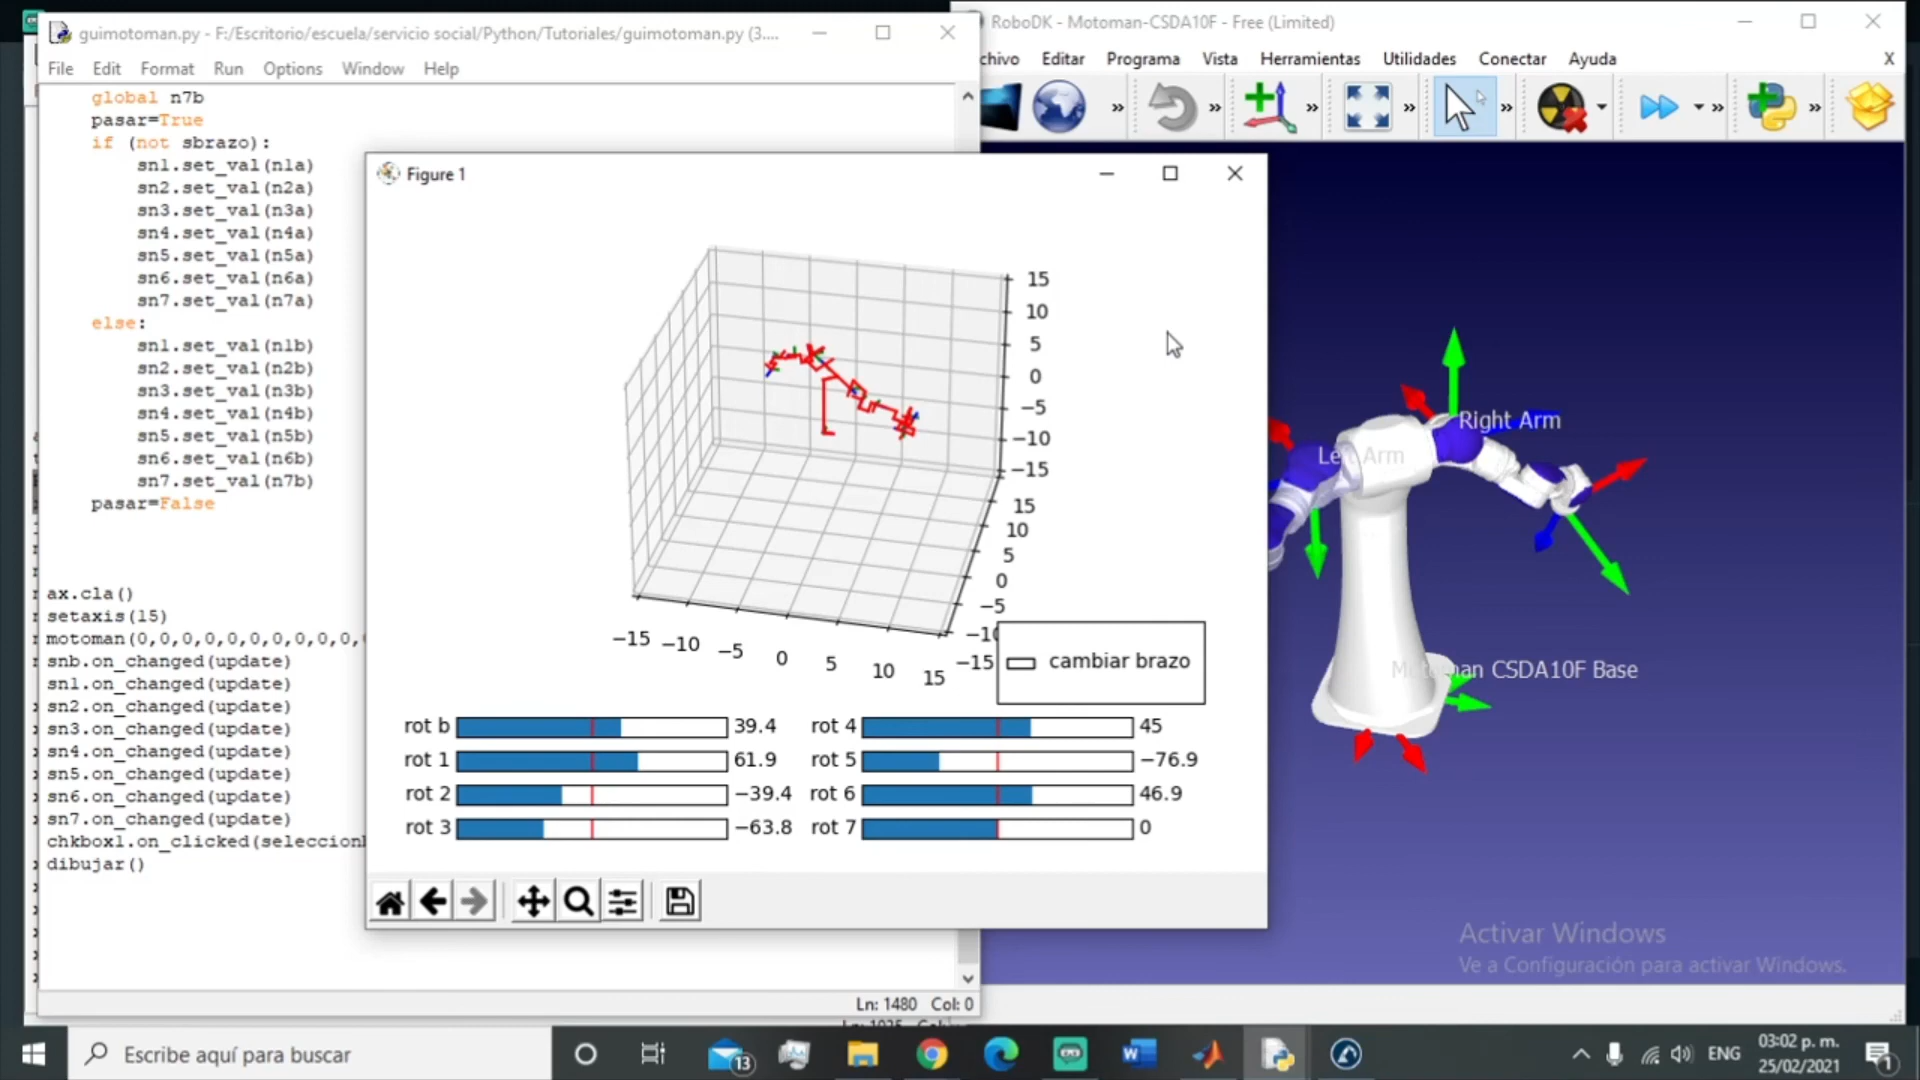 guimotoman.py - F:/Escritorio/escuela/servicio social/Python/Tutoriales/guimotoman.py (3....
File Edit Format Run Options Window Help
global n7b
pasar=True
if (not sbrazo):
sn1.set_val(n1a)
sn2.set_val(n2a)
sn3.set_val(n3a)
sn4.set_val(n4a)
sn5.set_val(n5a)
sn6.set_val(n6a)
sn7.set_val(n7a)
else:
sn1.set_val(n1b)
sn2.set_val(n2b)
sn3.set_val(n3b)
sn4.set_val(n4b)
sn5.set_val(n5b)
sn6.set_val(n6b)
sn7.set_val(n7b)
pasar=False
ax.cla()
setaxis(15)
motoman(0,0,0,0,0,0,0,0,0,0,
snb.on_changed(update)
sn1.on_changed(update)
sn2.on_changed(update)
sn3.on_changed(update)
sn4.on_changed(update)
sn5.on_changed(update)
sn6.on_changed(update)
sn7.on_changed(update)
chkbox1.on_clicked(seleccion
dibujar()
Ln: 1480 Col: 0
Figure 1
15
10
5
0
−5
−10
−15
15
10
5
0
−5
−10
−15
−15 −10 −5 0 5 10 15
cambiar brazo
rot b 39.4 rot 4 45
rot 1 61.9 rot 5 −76.9
rot 2 −39.4 rot 6 46.9
rot 3 −63.8 rot 7 0
RoboDK - Motoman-CSDA10F - Free (Limited)
chivo Editar Programa Vista Herramientas Utilidades Conectar Ayuda X
Right Arm
Left Arm
Motoman CSDA10F Base
Activar Windows
Ve a Configuración para activar Windows.
Escribe aquí para buscar
13
ENG
03:02 p. m.
25/02/2021
1